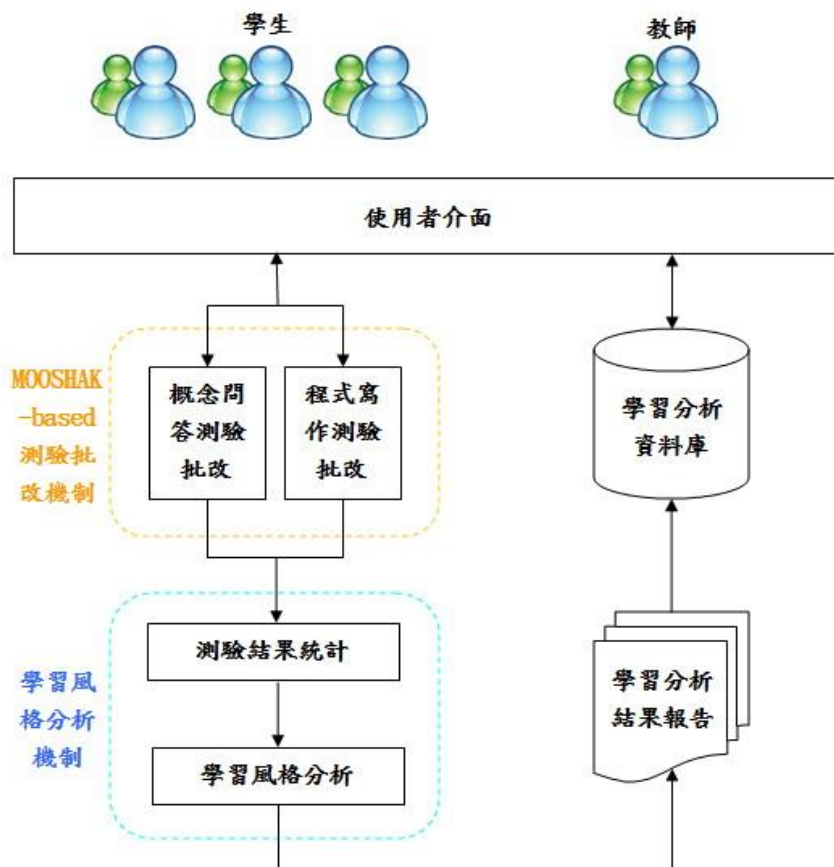 學生
教師
使用者介面
MOOSHAK
-based
測驗批
改機制
概念問
答測驗
批改
程式寫
作測驗
批改
學習分析
資料庫
學習風
格分析
機制
測驗結果統計
學習風格分析
學習分析
結果報告